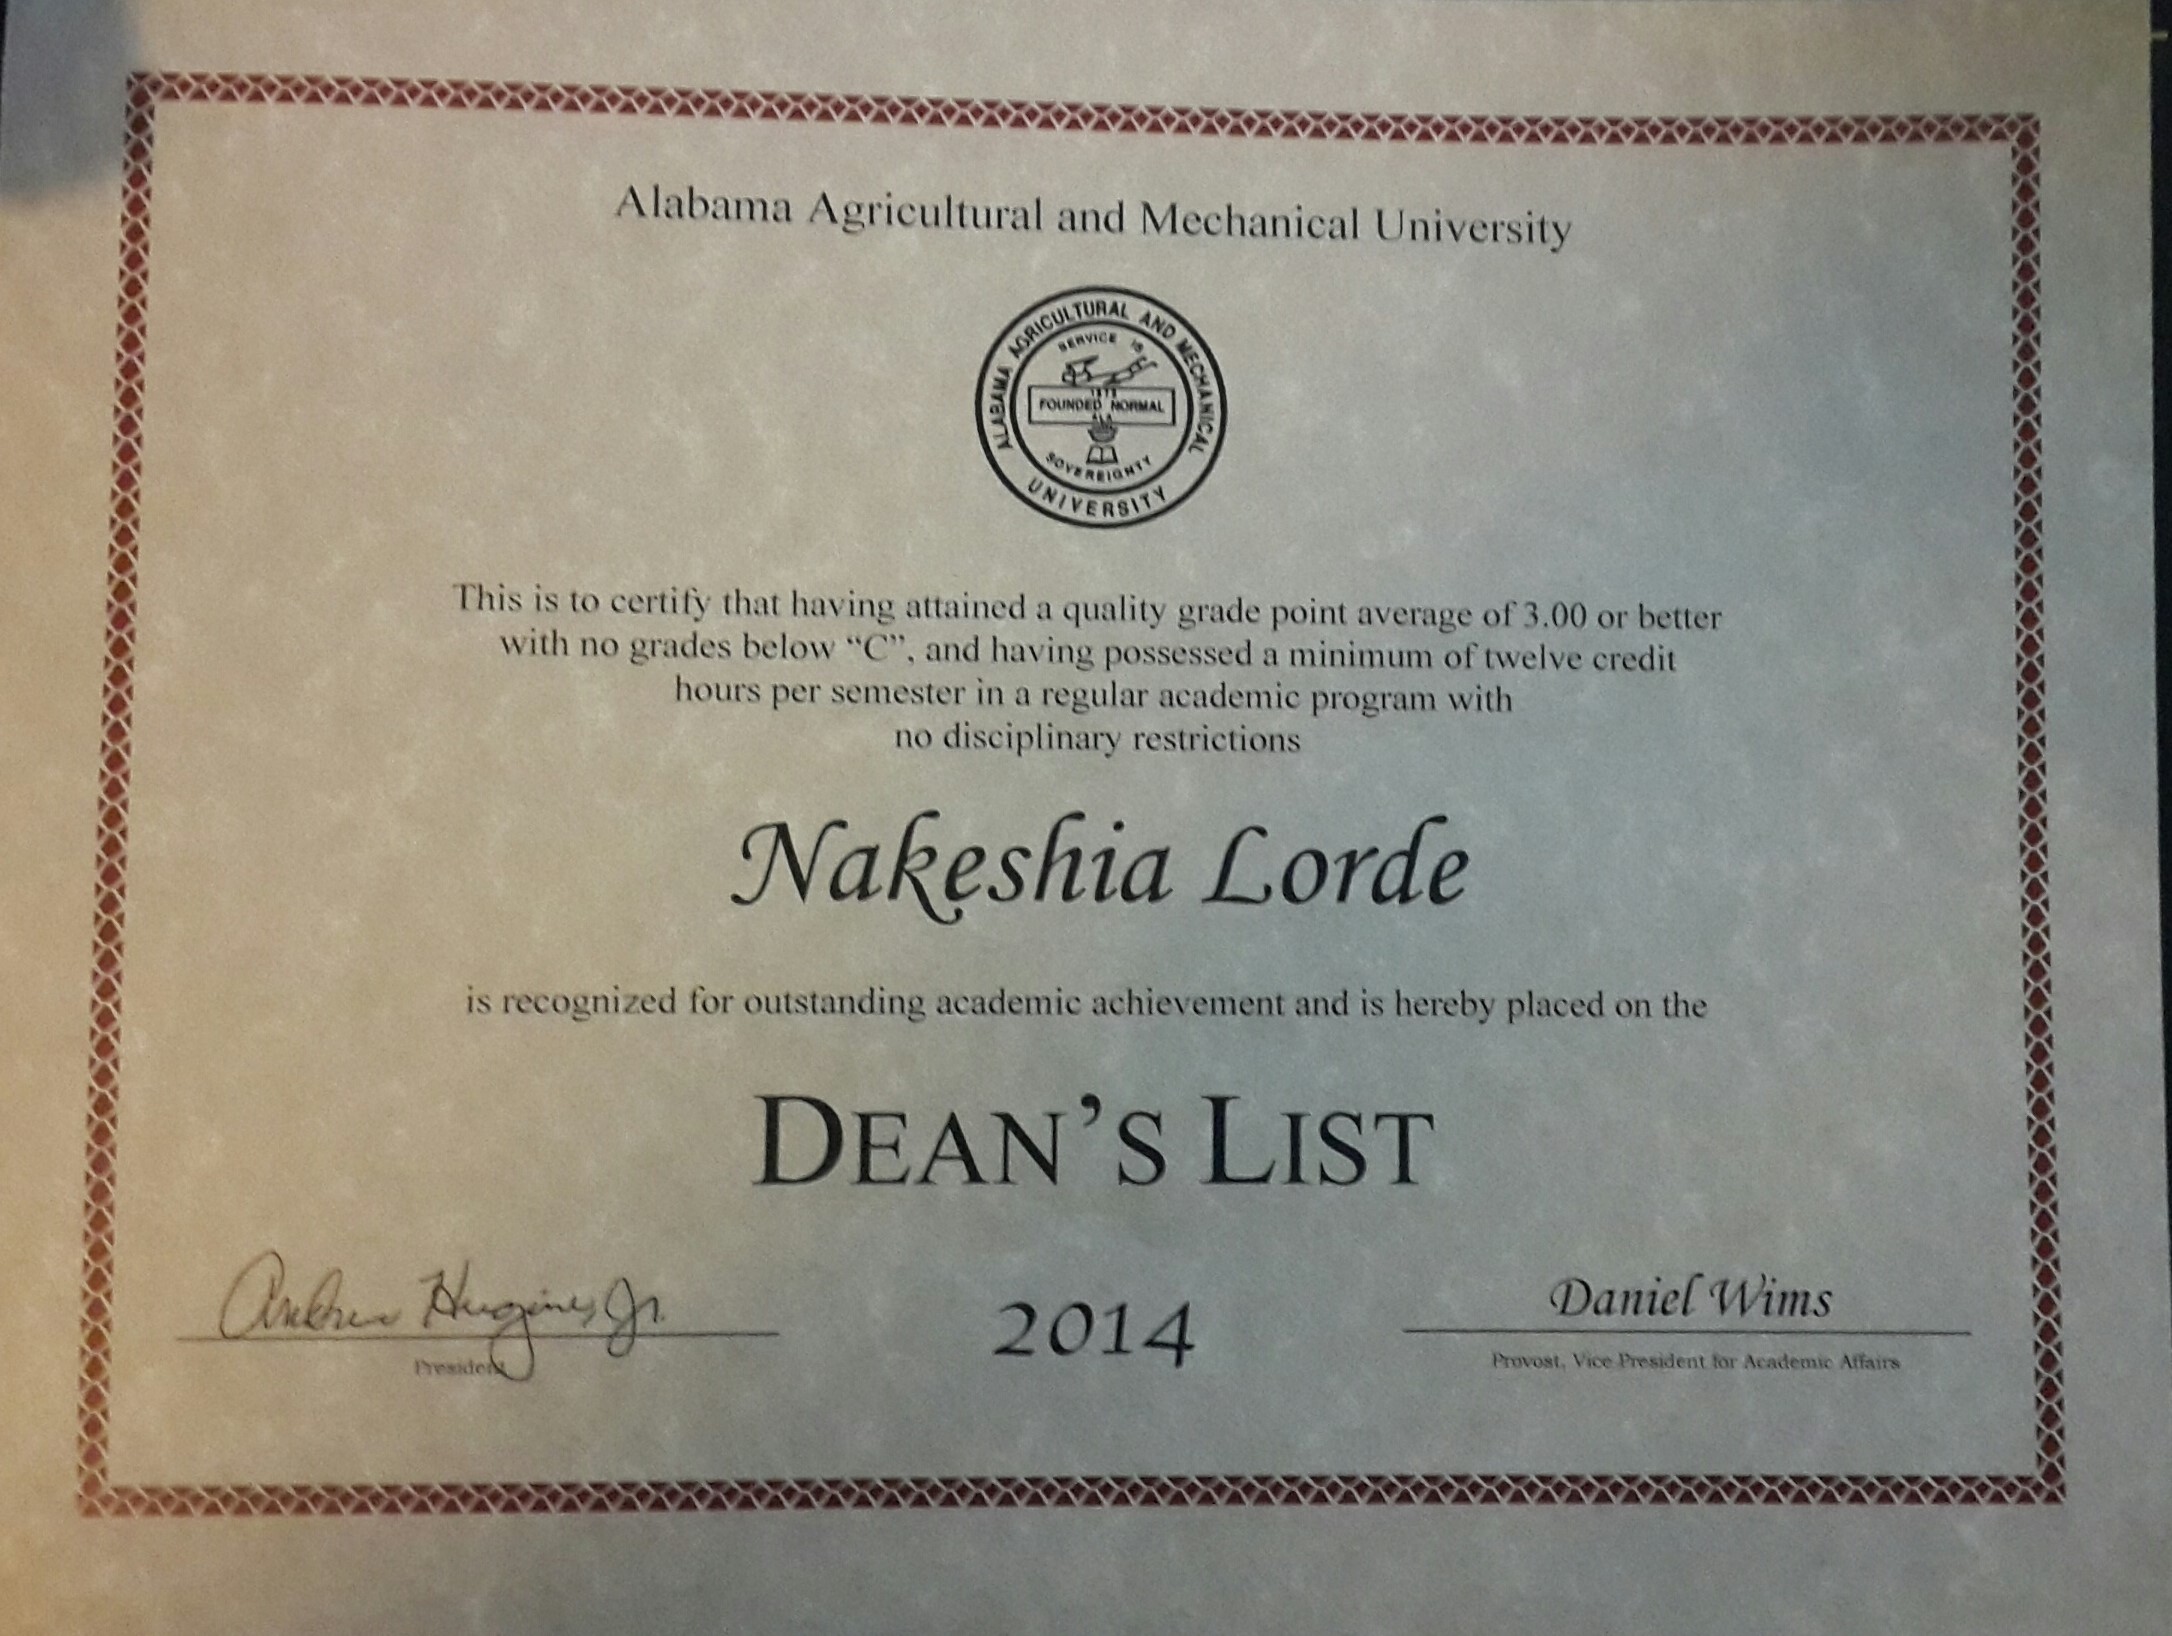 Alabama Agricultural and Mechanical University
ALABAMA AGRICULTURAL AND MECHANICAL UNIVERSITY
SERVICE IS
1875
FOUNDED NORMAL
ALA
SOVEREIGNTY
This is to certify that having attained a quality grade point average of 3.00 or better
with no grades below “C”, and having possessed a minimum of twelve credit
hours per semester in a regular academic program with
no disciplinary restrictions
Nakeshia Lorde
is recognized for outstanding academic achievement and is hereby placed on the
DEAN’S LIST
Andrew Hugine, Jr.
President
2014
Daniel Wims
Provost, Vice President for Academic Affairs